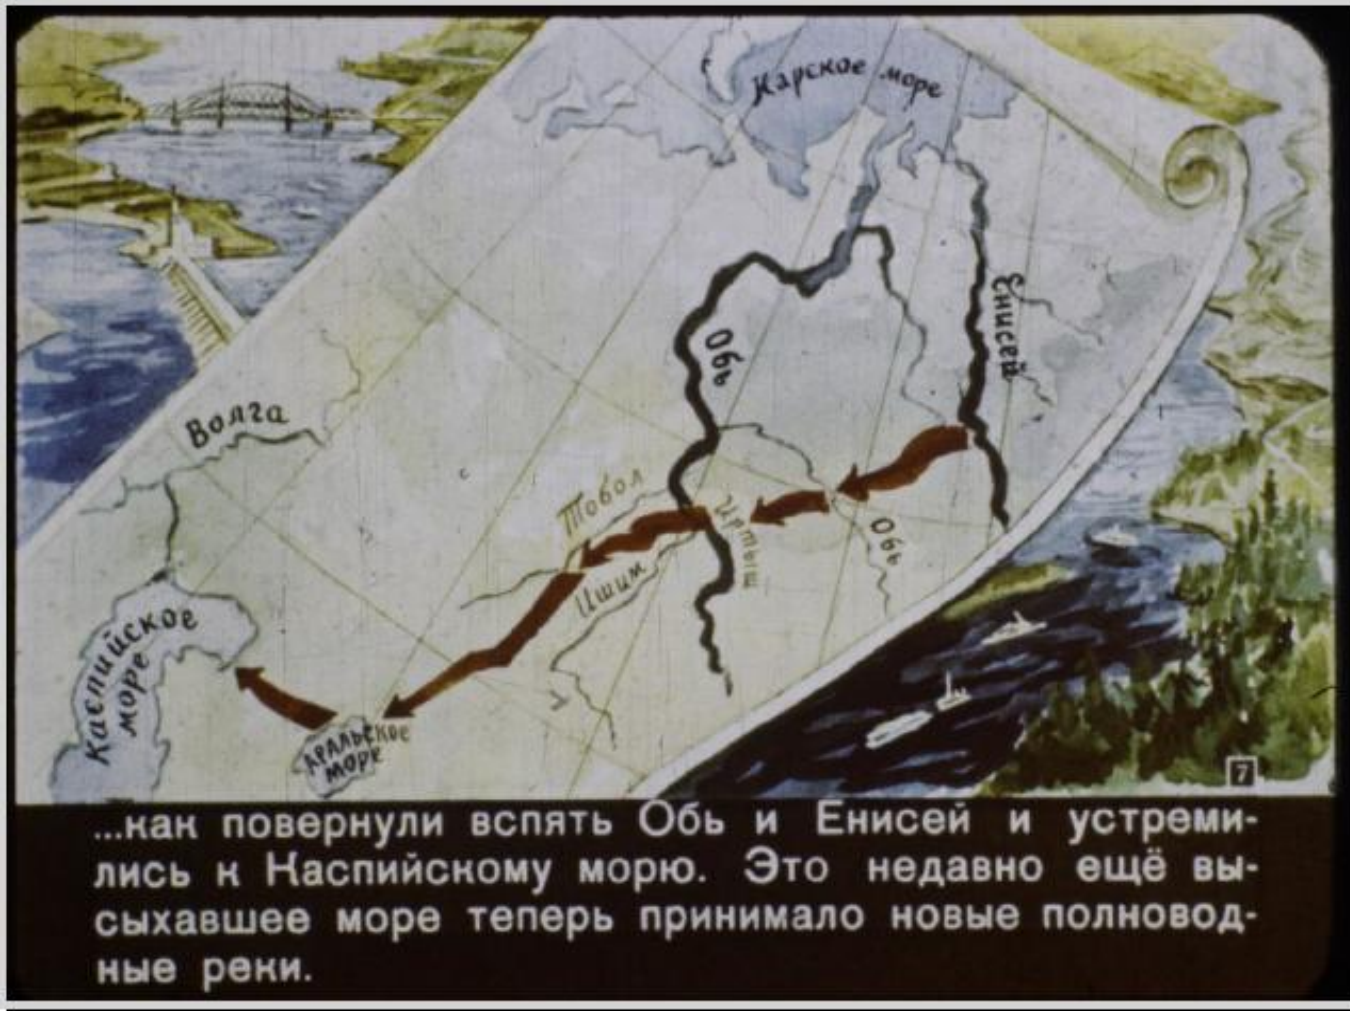 Карское море
Енисей
Обь
Волга
Тобол
Иртыш
Обь
Ишим
Каспийское
море
АРАЛЬСКОЕ
МОРЕ
7
...как повернули вспять Обь и Енисей и устреми-
лись к Каспийскому морю. Это недавно ещё вы-
сыхавшее море теперь принимало новые полновод-
ные реки.